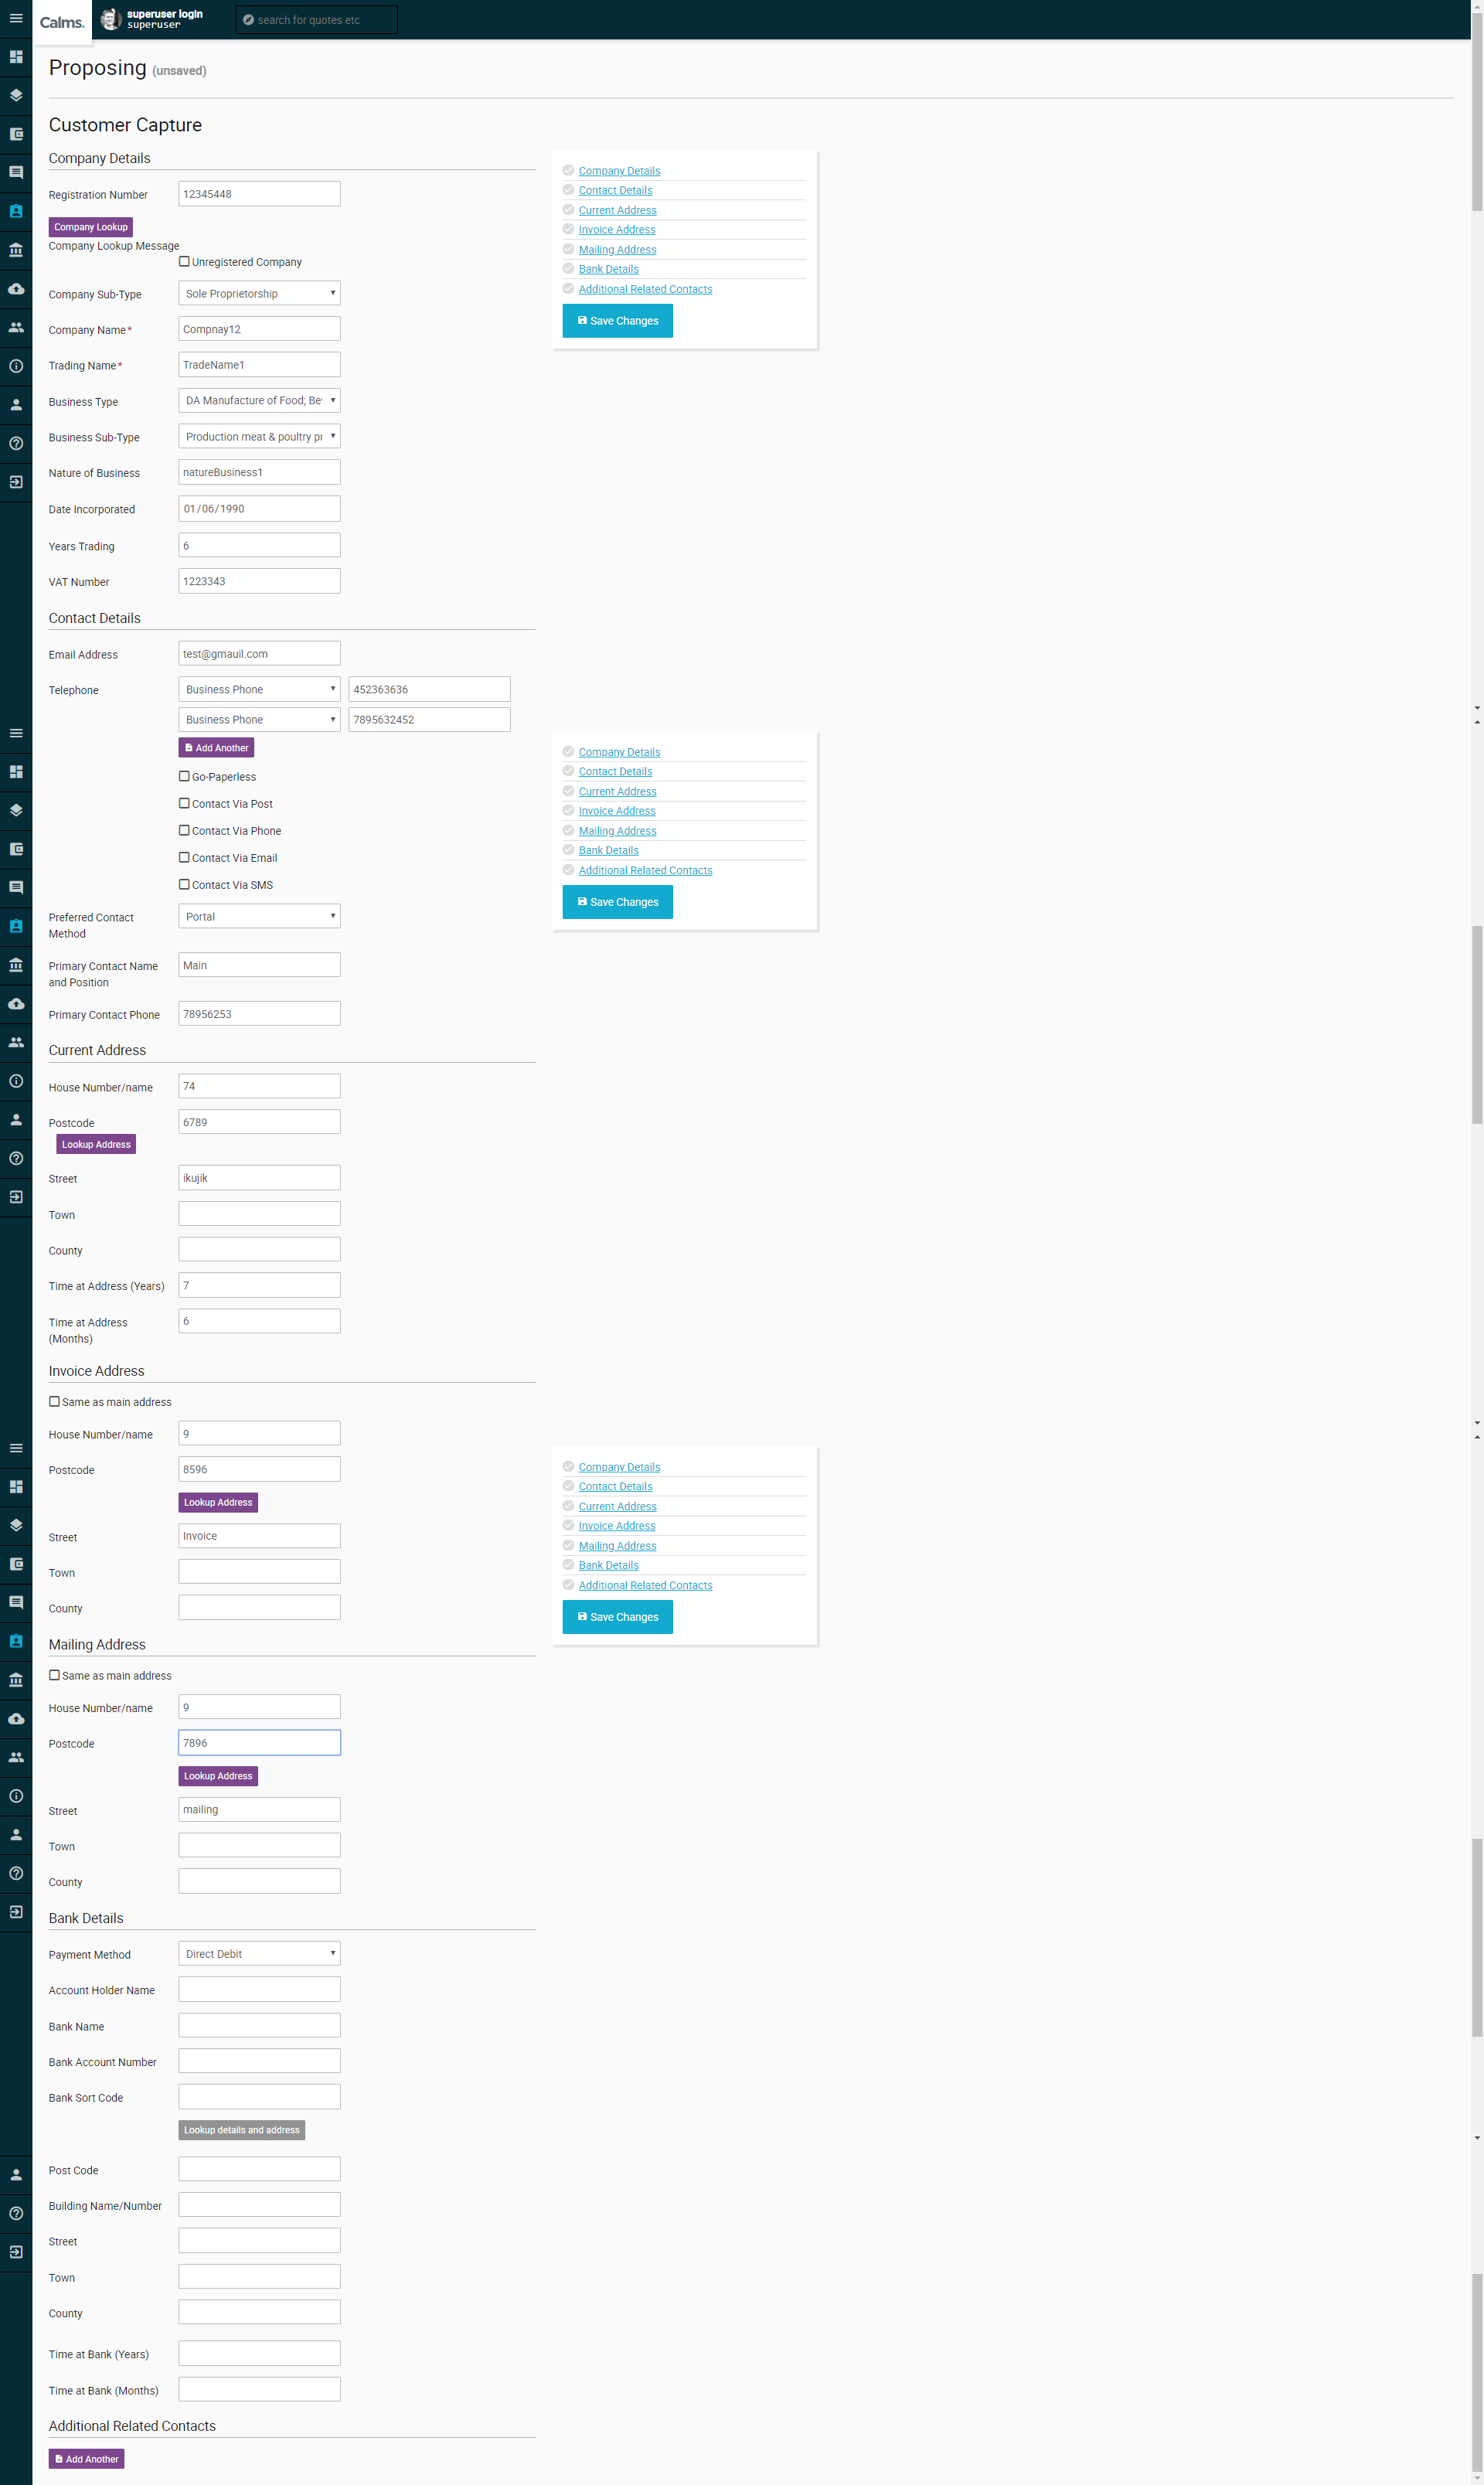 Calms.
superuser login
superuser
search for quotes etc
Proposing (unsaved)
Customer Capture
Company Details
Registration Number 12345448
Company Lookup
Company Lookup Message
Unregistered Company
Company Sub-Type Sole Proprietorship
Company Name* Compnay12
Trading Name* TradeName1
Business Type DA Manufacture of Food; Be
Business Sub-Type Production meat & poultry pr
Nature of Business natureBusiness1
Date Incorporated 01/06/1990
Years Trading 6
VAT Number 1223343
Company Details
Contact Details
Current Address
Invoice Address
Mailing Address
Bank Details
Additional Related Contacts
Save Changes
Contact Details
Email Address test@gmauil.com
Telephone Business Phone 452363636
Business Phone 7895632452
Add Another
Go-Paperless
Contact Via Post
Contact Via Phone
Contact Via Email
Contact Via SMS
Preferred Contact
Method
Portal
Primary Contact Name
and Position
Main
Primary Contact Phone 78956253
Company Details
Contact Details
Current Address
Invoice Address
Mailing Address
Bank Details
Additional Related Contacts
Save Changes
Current Address
House Number/name 74
Postcode 6789
Lookup Address
Street ikujik
Town
County
Time at Address (Years) 7
Time at Address
(Months)
6
Invoice Address
Same as main address
House Number/name 9
Postcode 8596
Lookup Address
Street Invoice
Town
County
Company Details
Contact Details
Current Address
Invoice Address
Mailing Address
Bank Details
Additional Related Contacts
Save Changes
Mailing Address
Same as main address
House Number/name 9
Postcode 7896
Lookup Address
Street mailing
Town
County
Bank Details
Payment Method Direct Debit
Account Holder Name
Bank Name
Bank Account Number
Bank Sort Code
Lookup details and address
Post Code
Building Name/Number
Street
Town
County
Time at Bank (Years)
Time at Bank (Months)
Additional Related Contacts
Add Another